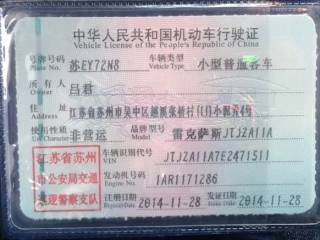 中华人民共和国机动车行驶证
Vehicle License of the People's Republic of China
号牌号码 苏EY72N8 车辆类型 小型普通客车
Plate No. Vehicle Type
所有人 吕君
Owner
住址 江苏省苏州市吴中区越溪张桥村
Address
使用性质 非营运 品牌型号 雷克萨斯JTJZA11A
Use Character Model
江苏省苏州
市公安局交通
巡逻警察支队
车辆识别代号 JTJZA11A7E2471511
VIN
发动机号码 1AR1171286
Engine No.
注册日期 2014-11-28 发证日期 2014-11-28
Register Date Issue Date